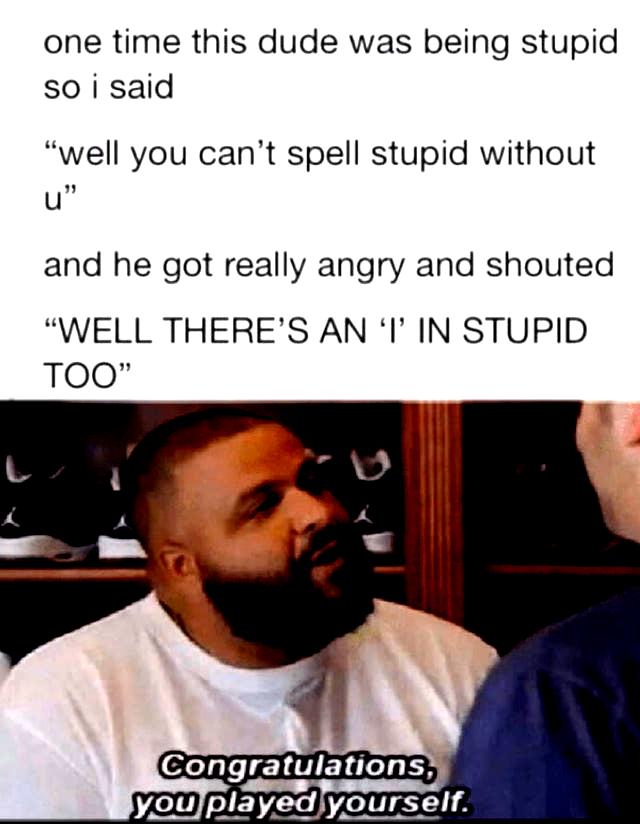 one time this dude was being stupid
so i said
“well you can’t spell stupid without
u”
and he got really angry and shouted
“WELL THERE’S AN ‘I’ IN STUPID
TOO”
Congratulations,
you played yourself.